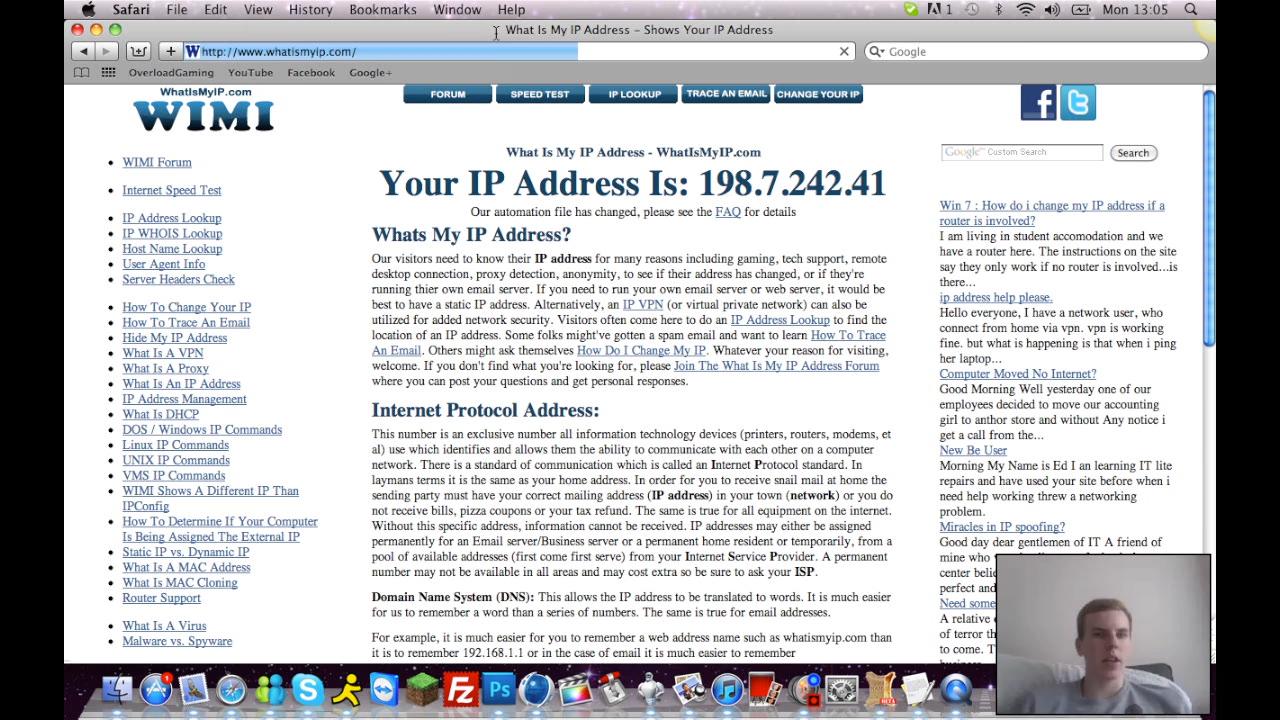 Safari File Edit View History Bookmarks Window Help
1 Mon 13:05
What Is My IP Address – Shows Your IP Address
W http://www.whatismyip.com/
Google
OverloadGaming YouTube Facebook Google+
WhatIsMyIP.com
WIMI
FORUM SPEED TEST IP LOOKUP TRACE AN EMAIL CHANGE YOUR IP
WIMI Forum
Internet Speed Test
IP Address Lookup
IP WHOIS Lookup
Host Name Lookup
User Agent Info
Server Headers Check
How To Change Your IP
How To Trace An Email
Hide My IP Address
What Is A VPN
What Is A Proxy
What Is An IP Address
IP Address Management
What Is DHCP
DOS / Windows IP Commands
Linux IP Commands
UNIX IP Commands
VMS IP Commands
WIMI Shows A Different IP Than
IPConfig
How To Determine If Your Computer
Is Being Assigned The External IP
Static IP vs. Dynamic IP
What Is A MAC Address
What Is MAC Cloning
Router Support
What Is A Virus
Malware vs. Spyware
What Is My IP Address - WhatIsMyIP.com
Your IP Address Is: 198.7.242.41
Our automation file has changed, please see the FAQ for details
Whats My IP Address?
Our visitors need to know their IP address for many reasons including gaming, tech support, remote
desktop connection, proxy detection, anonymity, to see if their address has changed, or if they're
running thier own email server. If you need to run your own email server or web server, it would be
best to have a static IP address. Alternatively, an IP VPN (or virtual private network) can also be
utilized for added network security. Visitors often come here to do an IP Address Lookup to find the
location of an IP address. Some folks might've gotten a spam email and want to learn How To Trace
An Email. Others might ask themselves How Do I Change My IP. Whatever your reason for visiting,
welcome. If you don't find what you're looking for, please Join The What Is My IP Address Forum
where you can post your questions and get personal responses.
Internet Protocol Address:
This number is an exclusive number all information technology devices (printers, routers, modems, et
al) use which identifies and allows them the ability to communicate with each other on a computer
network. There is a standard of communication which is called an Internet Protocol standard. In
laymans terms it is the same as your home address. In order for you to receive snail mail at home the
sending party must have your correct mailing address (IP address) in your town (network) or you do
not receive bills, pizza coupons or your tax refund. The same is true for all equipment on the internet.
Without this specific address, information cannot be received. IP addresses may either be assigned
permanently for an Email server/Business server or a permanent home resident or temporarily, from a
pool of available addresses (first come first serve) from your Internet Service Provider. A permanent
number may not be available in all areas and may cost extra so be sure to ask your ISP.
Domain Name System (DNS): This allows the IP address to be translated to words. It is much easier
for us to remember a word than a series of numbers. The same is true for email addresses.
For example, it is much easier for you to remember a web address name such as whatismyip.com than
it is to remember 192.168.1.1 or in the case of email it is much easier to remember
Google Custom Search Search
Win 7 : How do i change my IP address if a
router is involved?
I am living in student accomodation and we
have a router here. The instructions on the site
say they only work if no router is involved...is
there...
ip address help please.
Hello everyone, I have a network user, who
connect from home via vpn. vpn is working
fine. but what is happening is that when i ping
her laptop...
Computer Moved No Internet?
Good Morning Well yesterday one of our
employees decided to move our accounting
girl to anthor store and without Any notice i
get a call from the...
New Be User
Morning My Name is Ed I am learning IT lite
repairs and have used your site before when i
need help working threw a networking
problem.
Miracles in IP spoofing?
Good day dear gentlemen of IT A friend of
mine who
center
perfect and
Need some
A relative
of terror th
to come. T